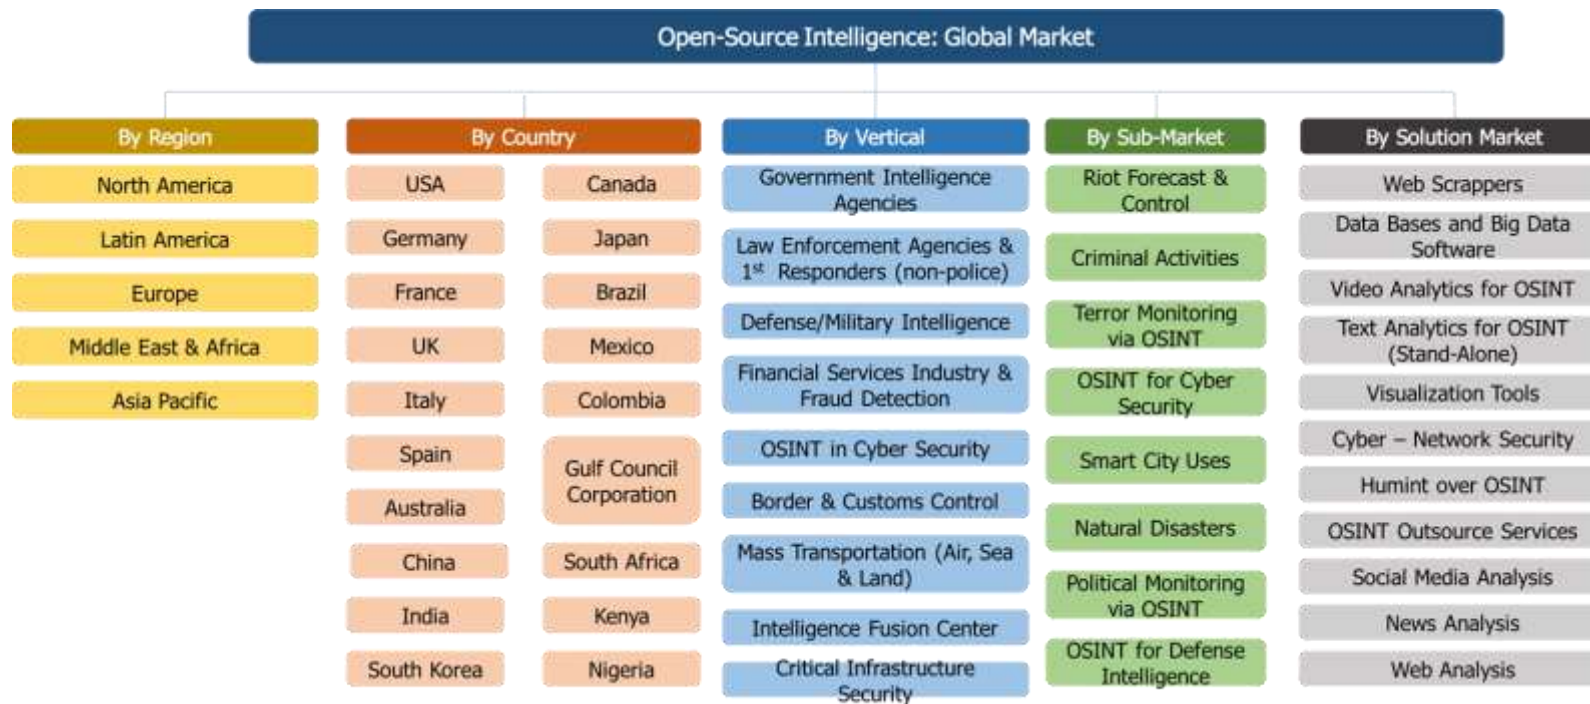 Open-Source Intelligence: Global Market
By Region
North America
Latin America
Europe
Middle East & Africa
Asia Pacific
By Country
USA
Canada
Germany
Japan
France
Brazil
UK
Mexico
Italy
Colombia
Spain
Gulf Council
Corporation
Australia
China
South Africa
India
Kenya
South Korea
Nigeria
By Vertical
Government Intelligence
Agencies
Law Enforcement Agencies &
1st Responders (non-police)
Defense/Military Intelligence
Financial Services Industry &
Fraud Detection
OSINT in Cyber Security
Border & Customs Control
Mass Transportation (Air, Sea
& Land)
Intelligence Fusion Center
Critical Infrastructure
Security
By Sub-Market
Riot Forecast &
Control
Criminal Activities
Terror Monitoring
via OSINT
OSINT for Cyber
Security
Smart City Uses
Natural Disasters
Political Monitoring
via OSINT
OSINT for Defense
Intelligence
By Solution Market
Web Scrappers
Data Bases and Big Data
Software
Video Analytics for OSINT
Text Analytics for OSINT
(Stand-Alone)
Visualization Tools
Cyber – Network Security
Humint over OSINT
OSINT Outsource Services
Social Media Analysis
News Analysis
Web Analysis